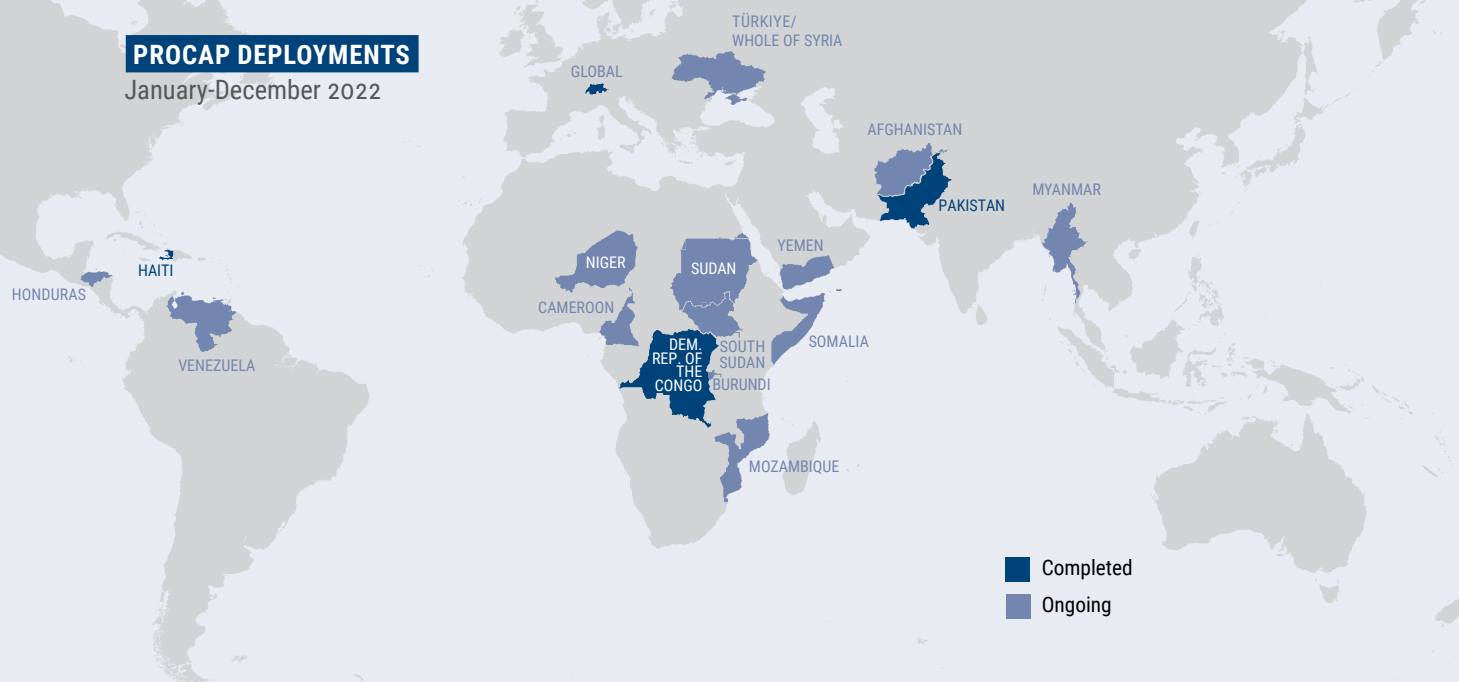 PROCAP DEPLOYMENTS
January-December 2022
TÜRKIYE/
WHOLE OF SYRIA
GLOBAL
AFGHANISTAN
PAKISTAN
MYANMAR
HAITI
HONDURAS
VENEZUELA
NIGER
SUDAN
YEMEN
CAMEROON
SOMALIA
DEM.
REP. OF
THE
CONGO
SOUTH
SUDAN
BURUNDI
MOZAMBIQUE
Completed
Ongoing